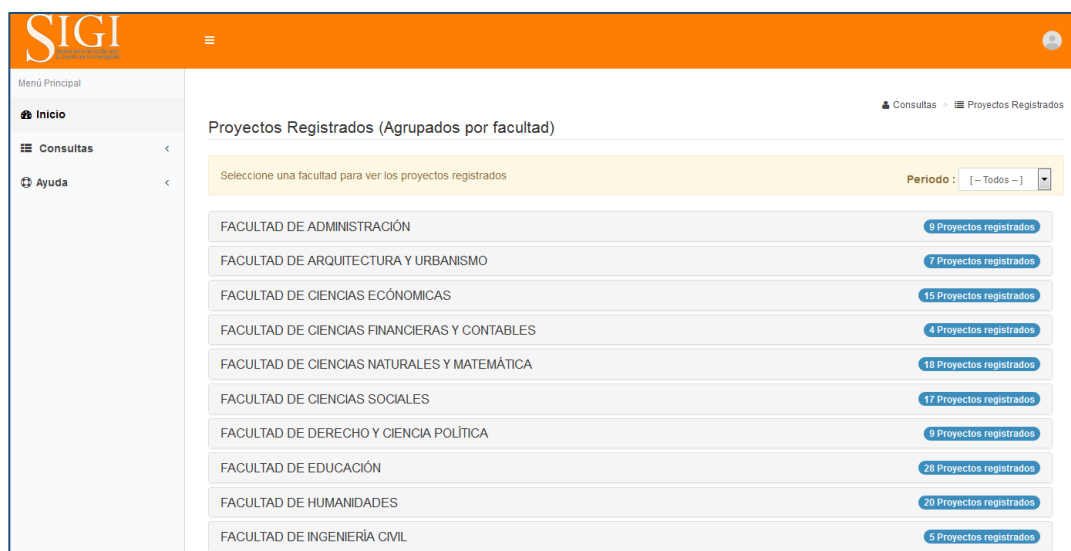 SIGI
Menú Principal
Inicio
Consultas
Ayuda
Consultas > Proyectos Registrados
Proyectos Registrados (Agrupados por facultad)
Seleccione una facultad para ver los proyectos registrados
Periodo : [ -- Todos -- ]
FACULTAD DE ADMINISTRACIÓN 9 Proyectos registrados
FACULTAD DE ARQUITECTURA Y URBANISMO 7 Proyectos registrados
FACULTAD DE CIENCIAS ECÓNOMICAS 15 Proyectos registrados
FACULTAD DE CIENCIAS FINANCIERAS Y CONTABLES 4 Proyectos registrados
FACULTAD DE CIENCIAS NATURALES Y MATEMÁTICA 18 Proyectos registrados
FACULTAD DE CIENCIAS SOCIALES 17 Proyectos registrados
FACULTAD DE DERECHO Y CIENCIA POLÍTICA 9 Proyectos registrados
FACULTAD DE EDUCACIÓN 28 Proyectos registrados
FACULTAD DE HUMANIDADES 20 Proyectos registrados
FACULTAD DE INGENIERÍA CIVIL 5 Proyectos registrados